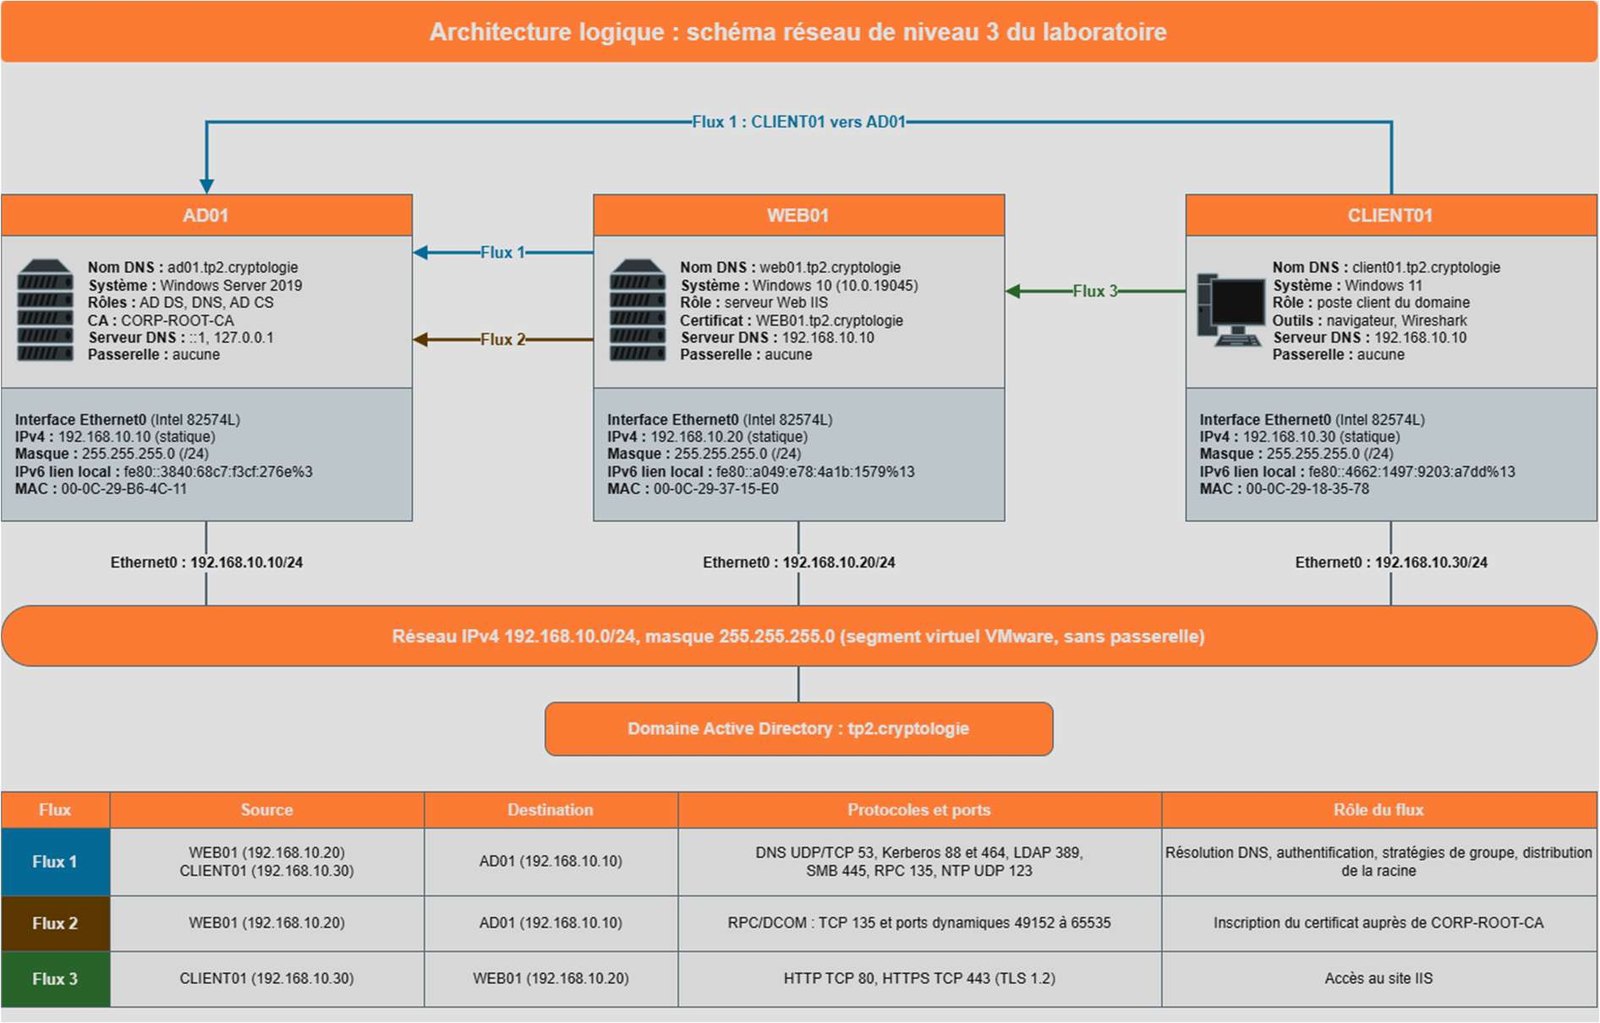 Architecture logique : schéma réseau de niveau 3 du laboratoire
Flux 1 : CLIENT01 vers AD01
AD01
Nom DNS : ad01.tp2.cryptologie
Système : Windows Server 2019
Rôles : AD DS, DNS, AD CS
CA : CORP-ROOT-CA
Serveur DNS : ::1, 127.0.0.1
Passerelle : aucune
Interface Ethernet0 (Intel 82574L)
IPv4 : 192.168.10.10 (statique)
Masque : 255.255.255.0 (/24)
IPv6 lien local : fe80::3840:68c7:f3cf:276e%3
MAC : 00-0C-29-B6-4C-11
Flux 1
Flux 2
WEB01
Nom DNS : web01.tp2.cryptologie
Système : Windows 10 (10.0.19045)
Rôle : serveur Web IIS
Certificat : WEB01.tp2.cryptologie
Serveur DNS : 192.168.10.10
Passerelle : aucune
Interface Ethernet0 (Intel 82574L)
IPv4 : 192.168.10.20 (statique)
Masque : 255.255.255.0 (/24)
IPv6 lien local : fe80::a049:e78:4a1b:1579%13
MAC : 00-0C-29-37-15-E0
Flux 3
CLIENT01
Nom DNS : client01.tp2.cryptologie
Système : Windows 11
Rôle : poste client du domaine
Outils : navigateur, Wireshark
Serveur DNS : 192.168.10.10
Passerelle : aucune
Interface Ethernet0 (Intel 82574L)
IPv4 : 192.168.10.30 (statique)
Masque : 255.255.255.0 (/24)
IPv6 lien local : fe80::4662:1497:9203:a7dd%13
MAC : 00-0C-29-18-35-78
Ethernet0 : 192.168.10.10/24
Ethernet0 : 192.168.10.20/24
Ethernet0 : 192.168.10.30/24
Réseau IPv4 192.168.10.0/24, masque 255.255.255.0 (segment virtuel VMware, sans passerelle)
Domaine Active Directory : tp2.cryptologie
Flux Source Destination Protocoles et ports Rôle du flux
Flux 1
WEB01 (192.168.10.20)
CLIENT01 (192.168.10.30)
AD01 (192.168.10.10)
DNS UDP/TCP 53, Kerberos 88 et 464, LDAP 389,
SMB 445, RPC 135, NTP UDP 123
Résolution DNS, authentification, stratégies de groupe, distribution
de la racine
Flux 2
WEB01 (192.168.10.20)
AD01 (192.168.10.10)
RPC/DCOM : TCP 135 et ports dynamiques 49152 à 65535
Inscription du certificat auprès de CORP-ROOT-CA
Flux 3
CLIENT01 (192.168.10.30)
WEB01 (192.168.10.20)
HTTP TCP 80, HTTPS TCP 443 (TLS 1.2)
Accès au site IIS